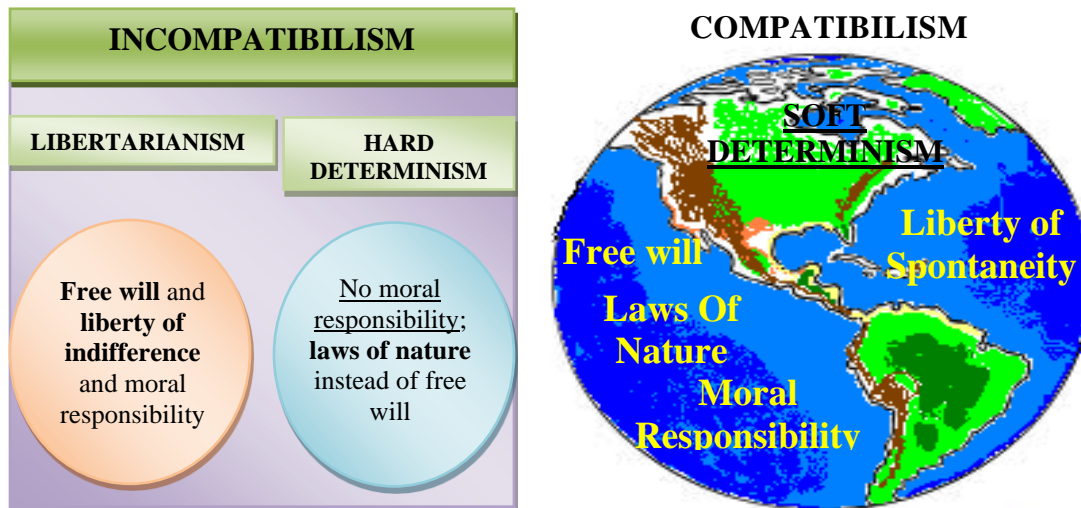 INCOMPATIBILISM
LIBERTARIANISM
HARD
DETERMINISM
Free will and
liberty of
indifference
and moral
responsibility
No moral
responsibility;
laws of nature
instead of free
will
COMPATIBILISM
SOFT
DETERMINISM
Free will
Liberty of
Spontaneity
Laws Of
Nature
Moral
Responsibility